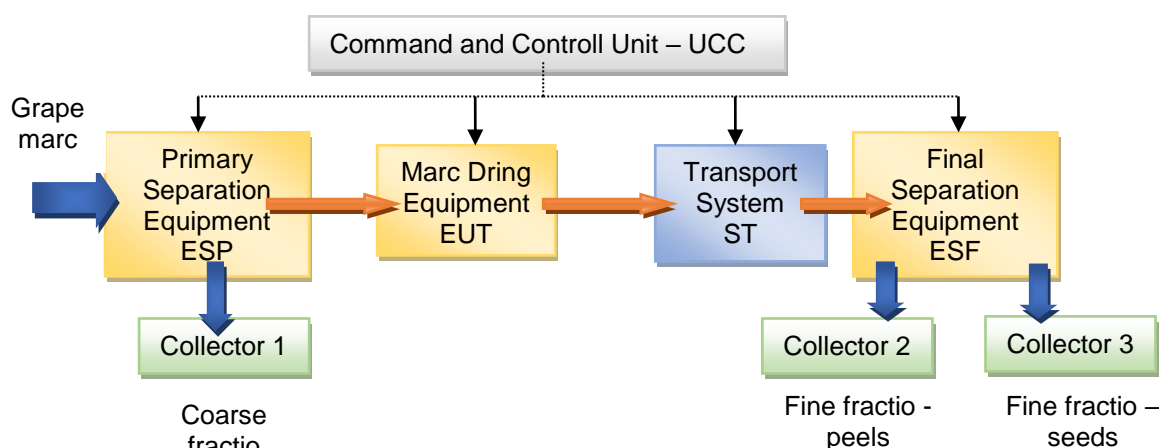 Command and Controll Unit – UCC
Grape
marc
Primary
Separation
Equipment
ESP
Marc Dring
Equipment
EUT
Transport
System
ST
Final
Separation
Equipment
ESF
Collector 1
Collector 2
Collector 3
Coarse
fractio
Fine fractio -
peels
Fine fractio –
seeds